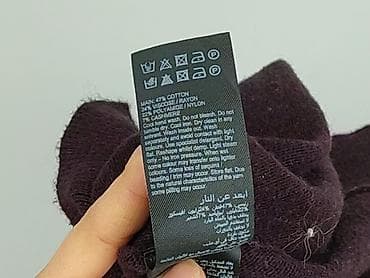 MAIN: 47% COTTON
24% VISCOSE / RAYON
22% POLYAMIDE / NYLON
7% CASHMERE
Cool hand wash. Do not bleach. Do not
tumble dry. Cool iron. Dry clean in any
solvent. Wash inside out. Wash
separately and avoid contact with light
colours. Use specialist detergent. Dry
flat. Reshape whilst damp. Light steam
only - No iron pressure. When wet
some colour may transfer onto lighter
colours. Some loss of sequins /
bead / trim may occur. Store flat. Due
to the natural characteristics of the yarn
some pilling may occur.
أبعد عن النار